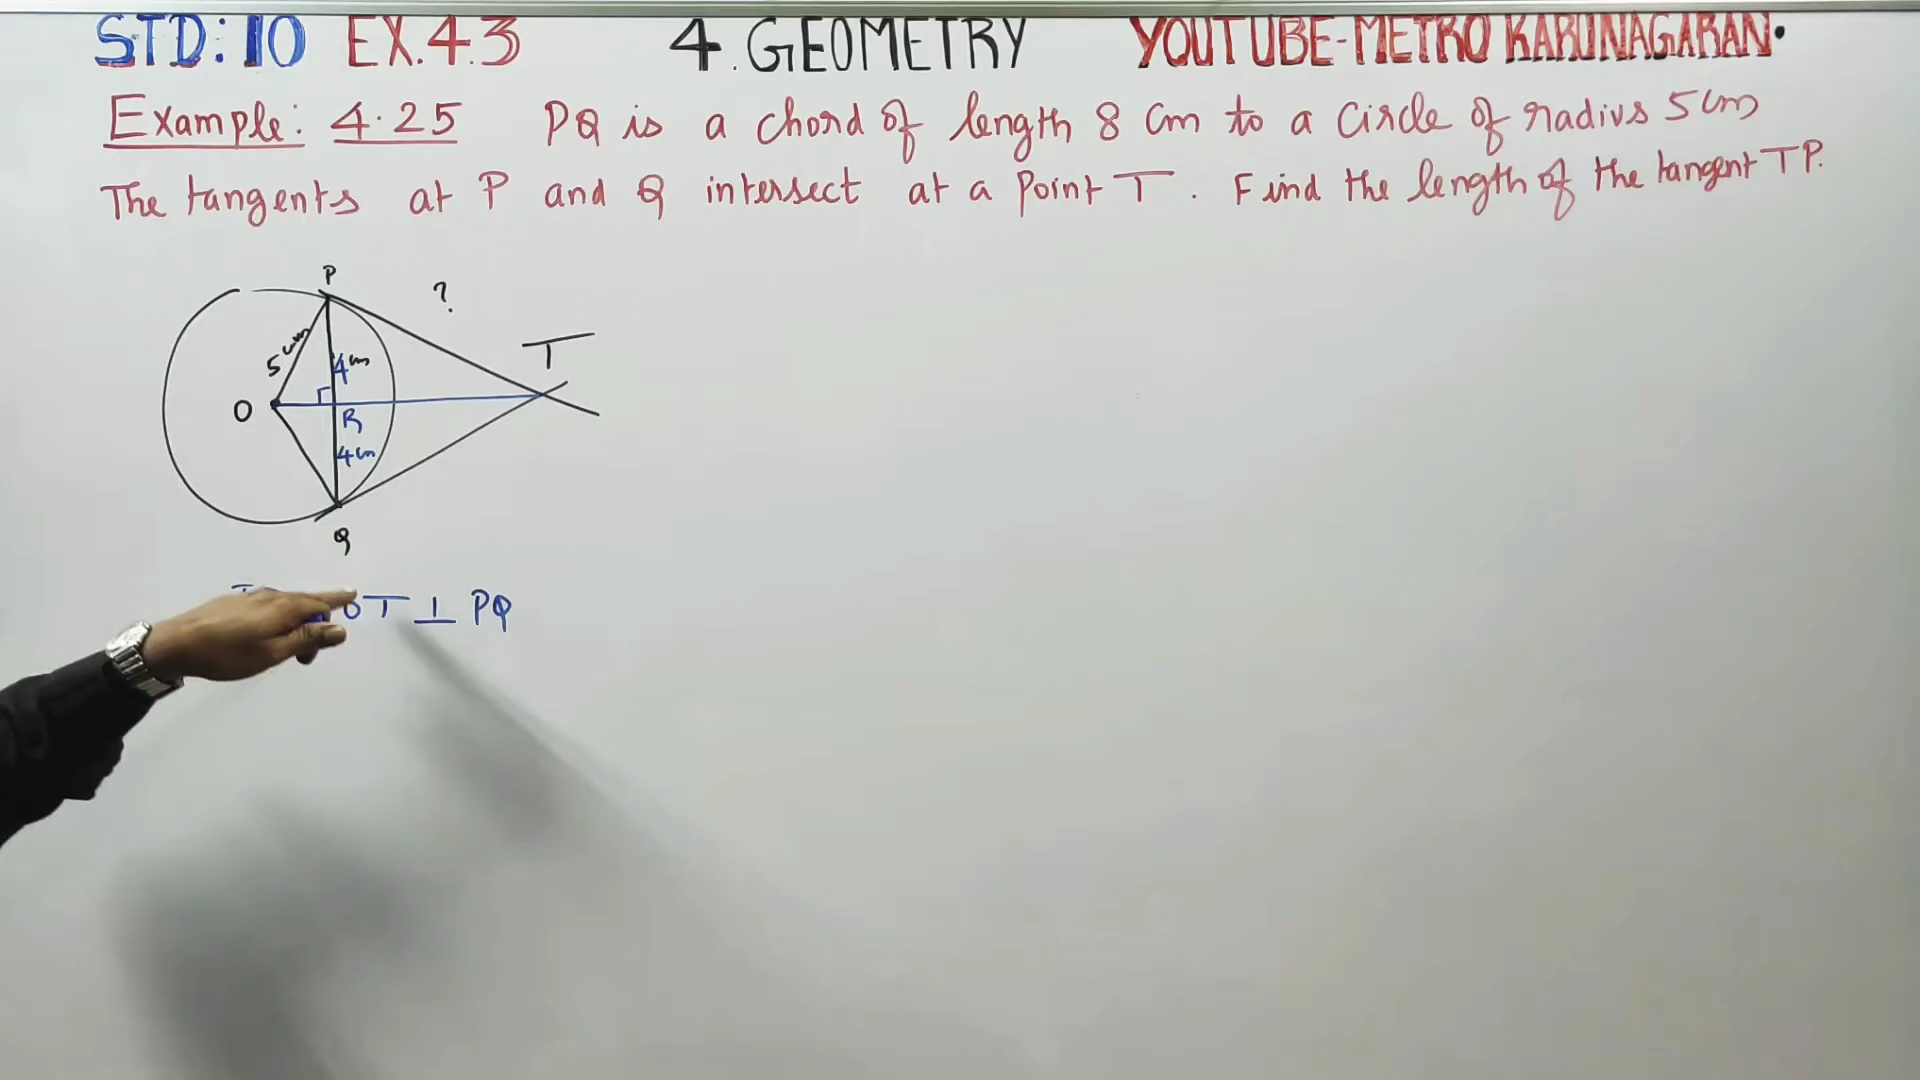 STD: 10 EX.4.3 4. GEOMETRY YOUTUBE-METRO KARUNAGARAN.
Example: 4.25 PQ is a chord of length 8 cm to a circle of radius 5 cm
The tangents at P and Q intersect at a point T. Find the length of the tangent TP.
P
?
T
5 cm
4 cm
O
R
4 cm
Q
OT ⊥ PQ